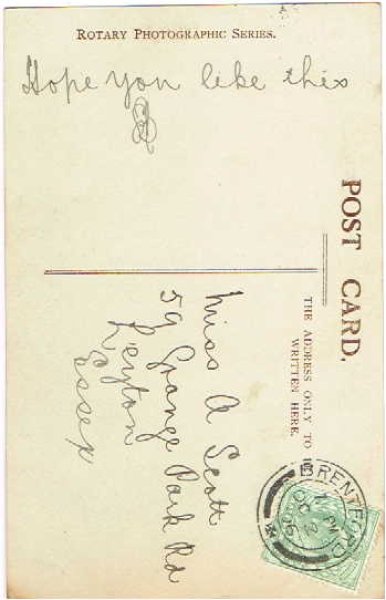 ROTARY PHOTOGRAPHIC SERIES.
Hope you like this
POST CARD.
THE ADDRESS ONLY TO
WRITTEN HERE.
Miss A Scott
59 Grange Park Rd
Leyton
Essex
BRENTFORD